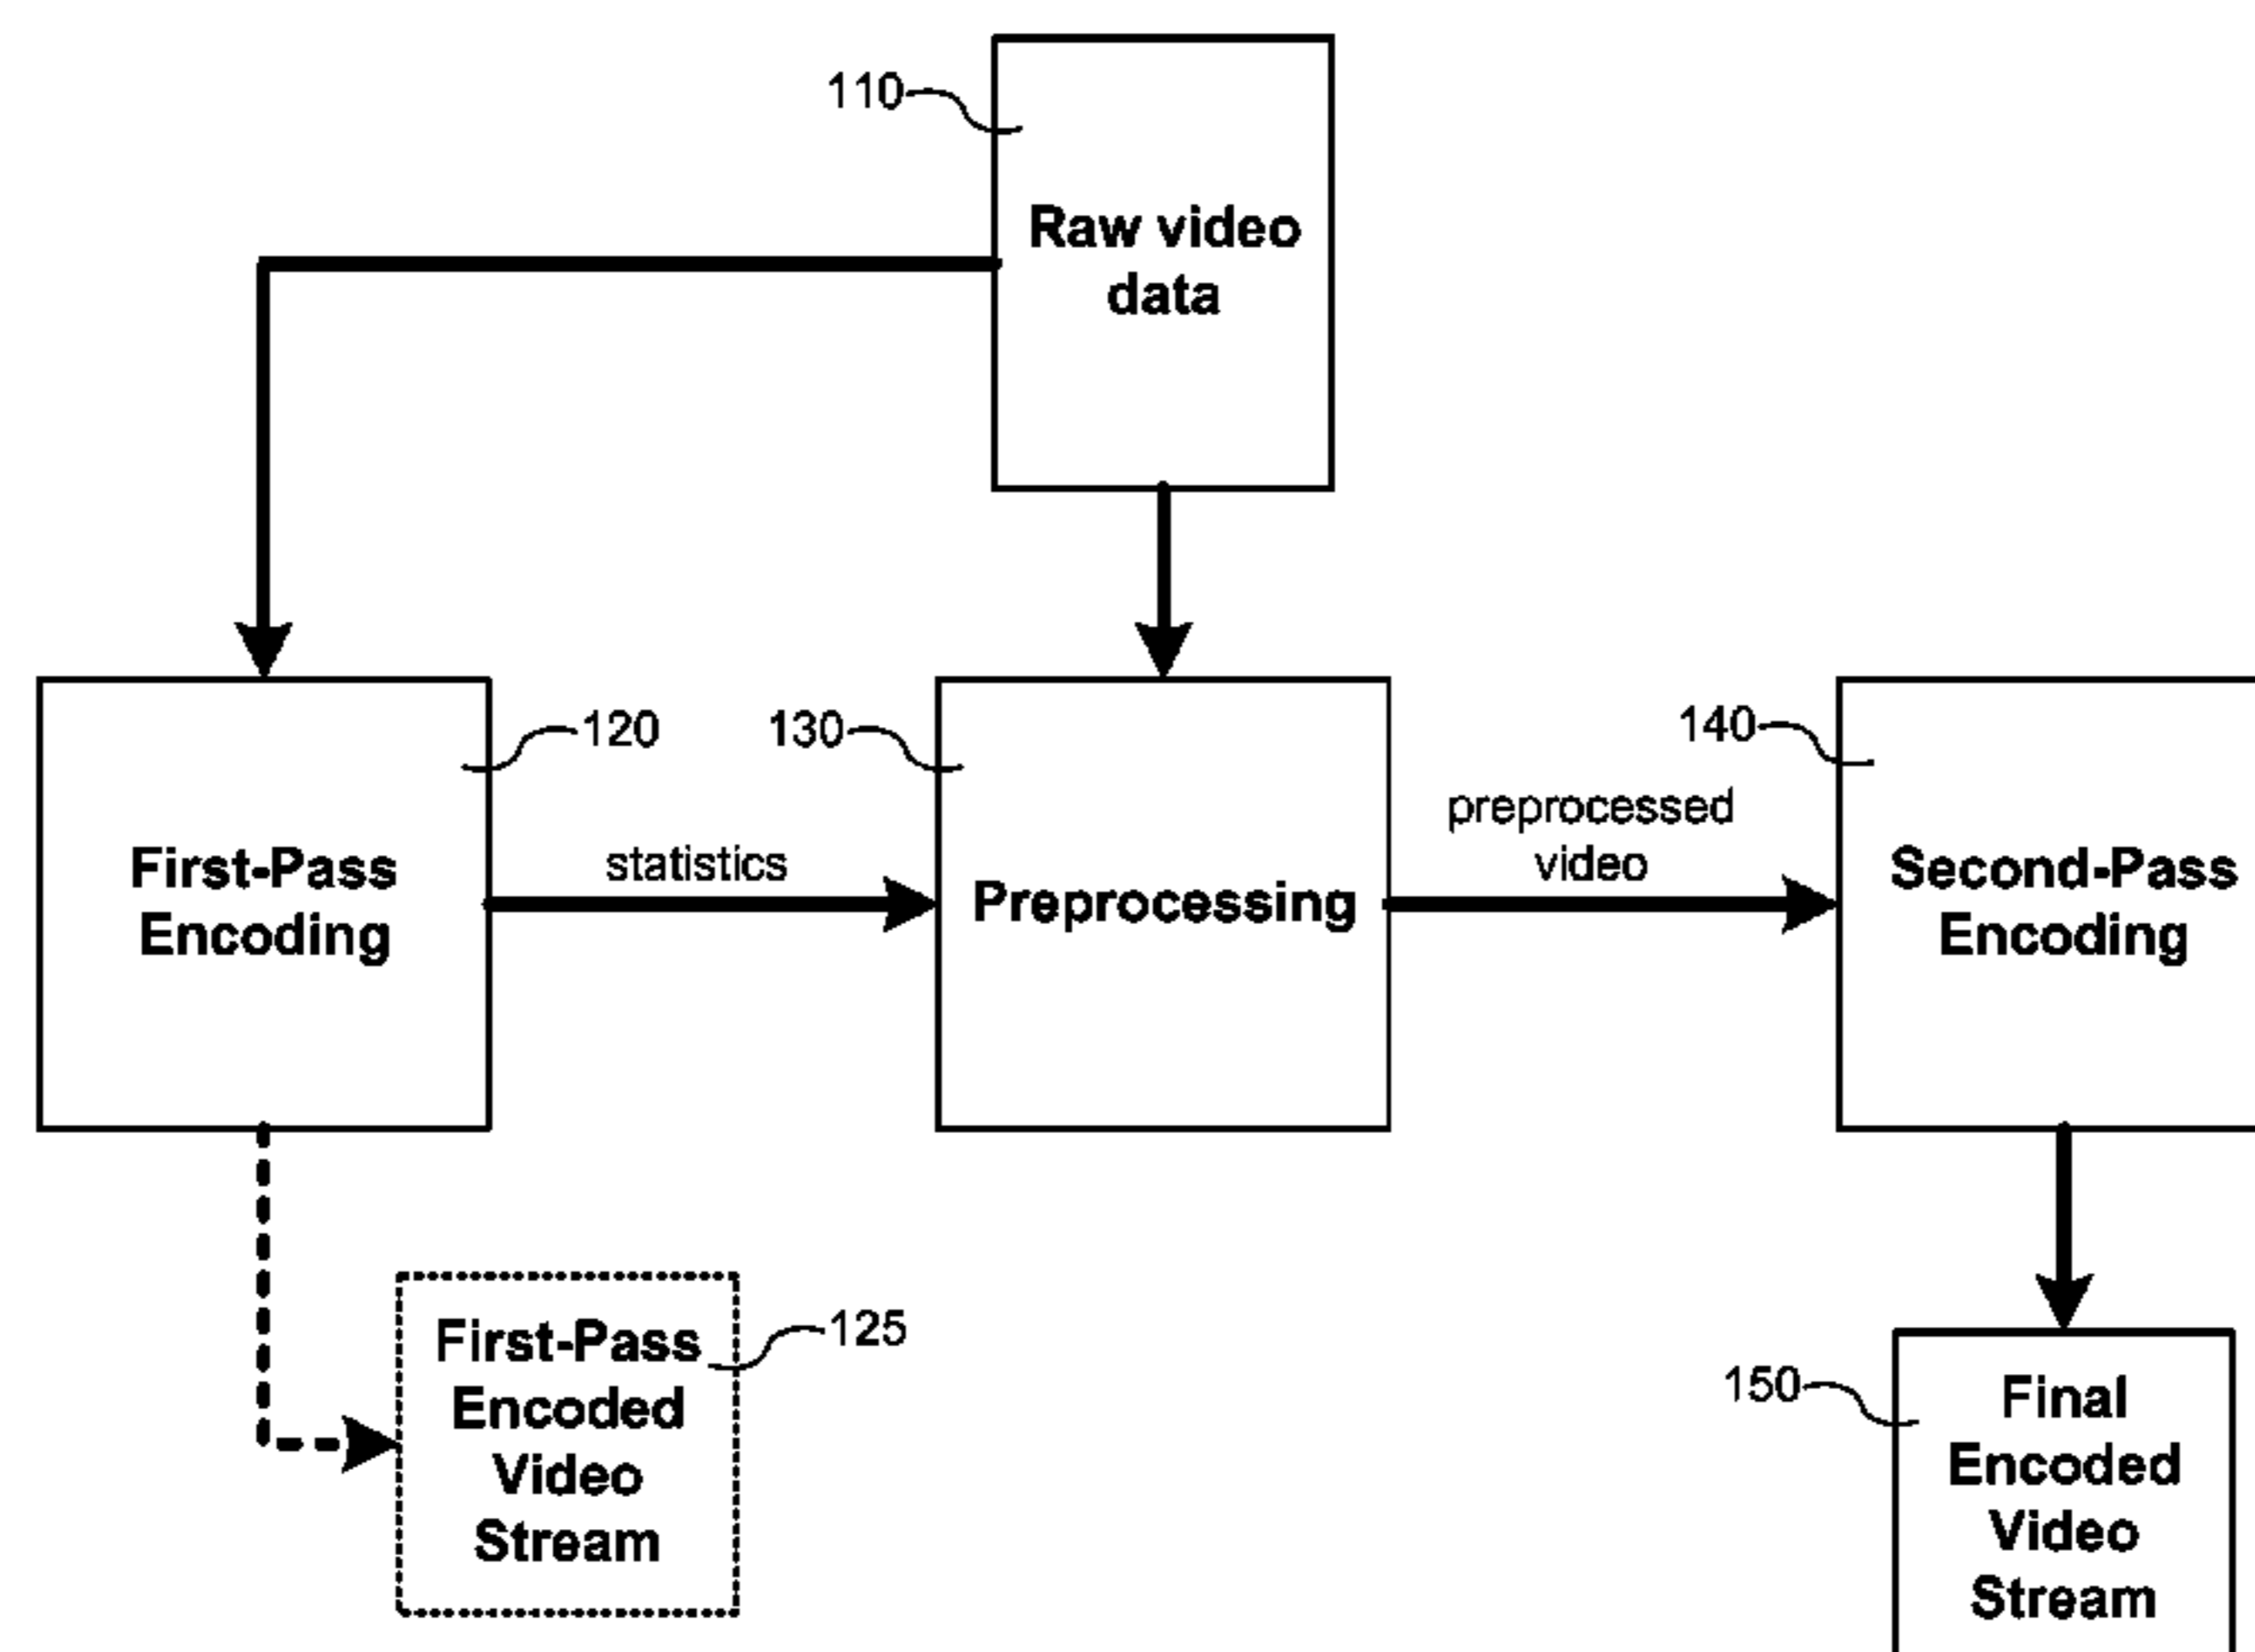 110
Raw video
data
120
130
140
First-Pass
Encoding
statistics
Preprocessing
preprocessed
video
Second-Pass
Encoding
First-Pass
Encoded
Video
Stream
125
150
Final
Encoded
Video
Stream